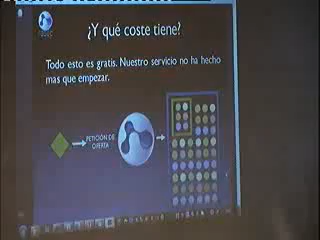 ¿Y qué coste tiene?
Todo esto es gratis. Nuestro servicio no ha hecho
mas que empezar.
PETICIÓN DE
OFERTA